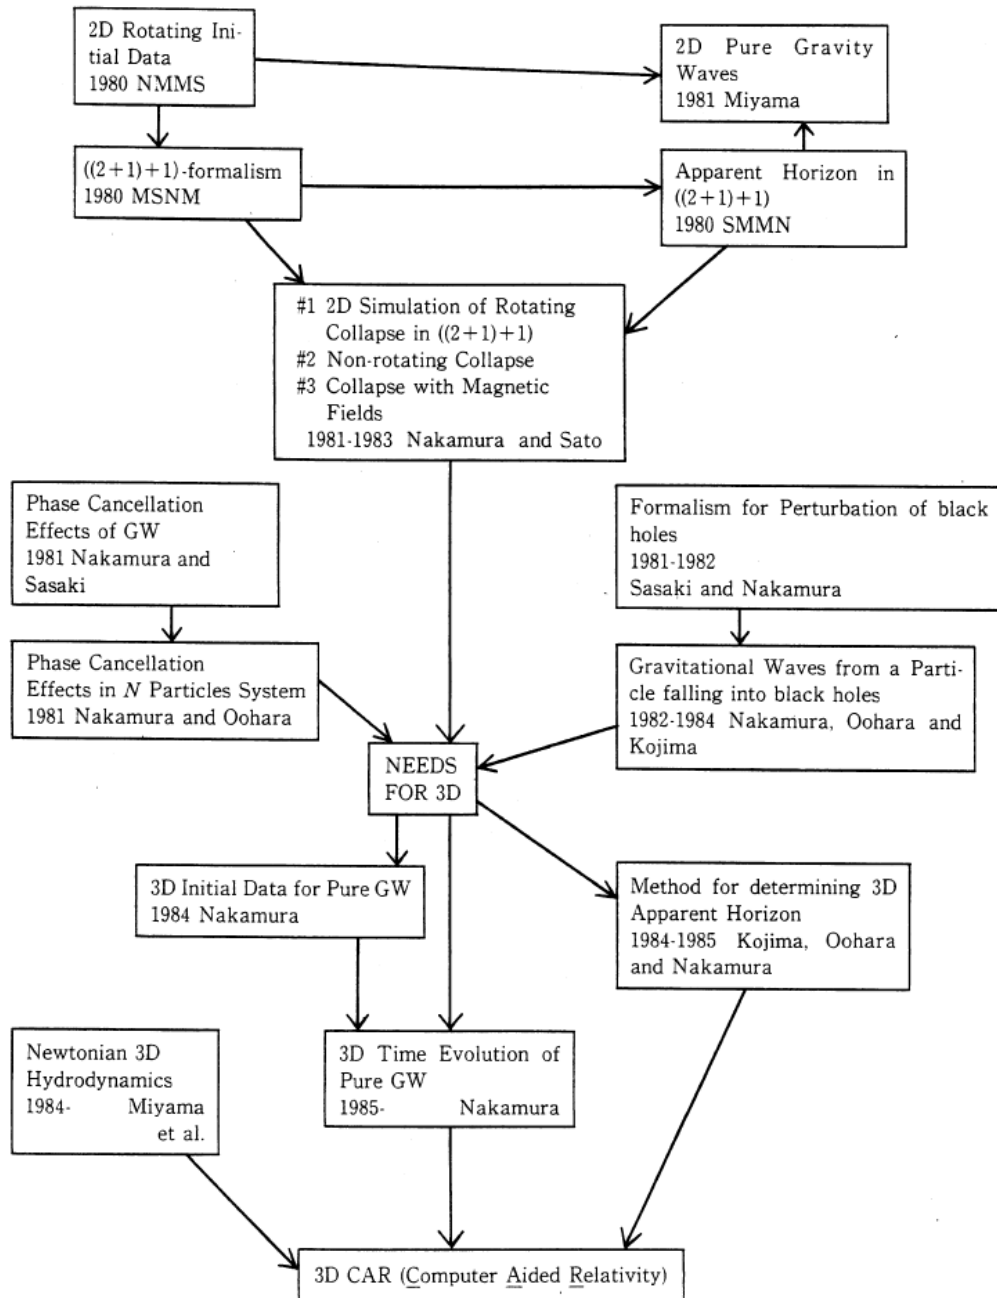 2D Rotating Ini-
tial Data
1980 NMMS
2D Pure Gravity
Waves
1981 Miyama
((2+1)+1)-formalism
1980 MSNM
Apparent Horizon in
((2+1)+1)
1980 SMMN
#1 2D Simulation of Rotating
Collapse in ((2+1)+1)
#2 Non-rotating Collapse
#3 Collapse with Magnetic
Fields
1981-1983 Nakamura and Sato
Phase Cancellation
Effects of GW
1981 Nakamura and
Sasaki
Formalism for Perturbation of black
holes
1981-1982
Sasaki and Nakamura
Phase Cancellation
Effects in N Particles System
1981 Nakamura and Oohara
Gravitational Waves from a Parti-
cle falling into black holes
1982-1984 Nakamura, Oohara and
Kojima
NEEDS
FOR 3D
3D Initial Data for Pure GW
1984 Nakamura
Method for determining 3D
Apparent Horizon
1984-1985 Kojima, Oohara
and Nakamura
Newtonian 3D
Hydrodynamics
1984- Miyama
et al.
3D Time Evolution of
Pure GW
1985- Nakamura
3D CAR (Computer Aided Relativity)